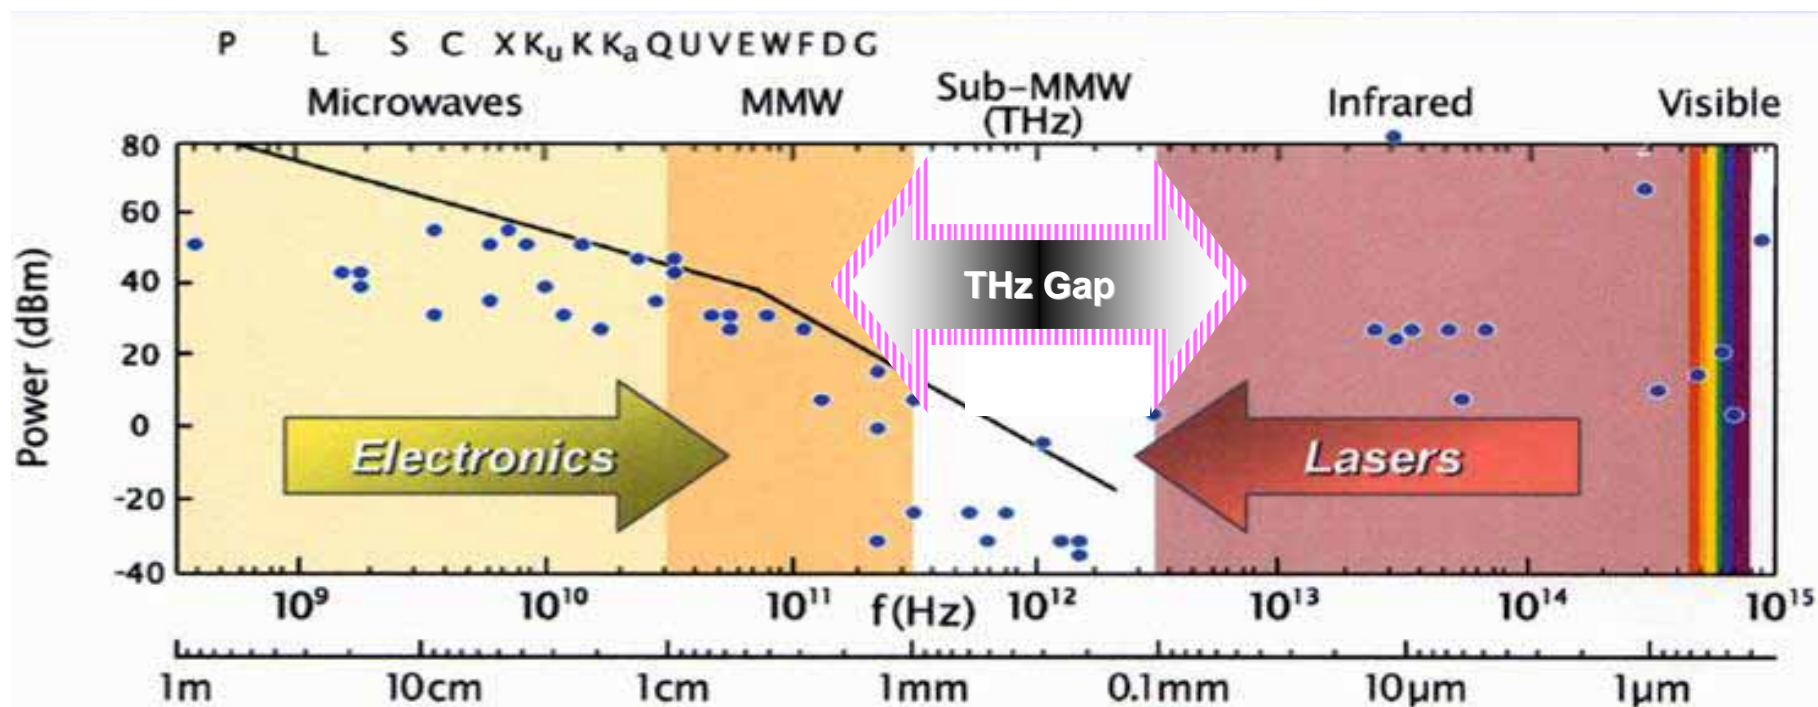 P L S C X Kᵤ K Kₐ Q U V E W F D G
Sub-MMW
Microwaves MMW (THz) Infrared Visible
80
60
40
20
0
-20
-40
Power (dBm)
THz Gap
Electronics
Lasers
10⁹ 10¹⁰ 10¹¹ f(Hz) 10¹² 10¹³ 10¹⁴ 10¹⁵
1m 10cm 1cm 1mm 0.1mm 10µm 1µm